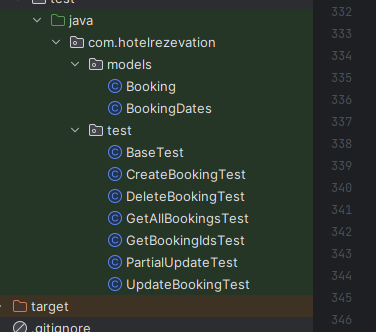 test
java
com.hotelrezevation
models
Booking
BookingDates
test
BaseTest
CreateBookingTest
DeleteBookingTest
GetAllBookingsTest
GetBookingIdsTest
PartialUpdateTest
UpdateBookingTest
target
.gitignore
332
333
334
335
336
337
338
339
340
341
342
343
344
345
346